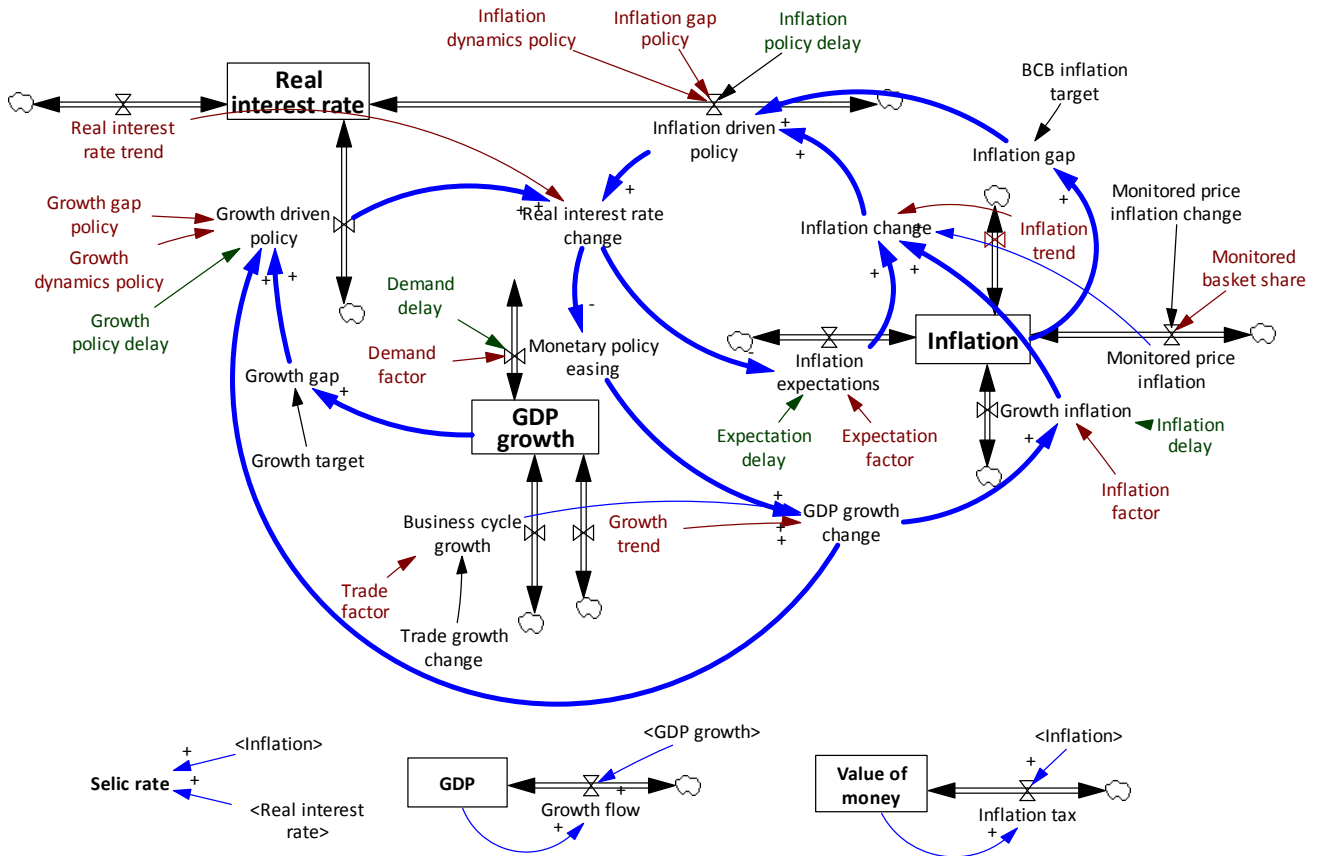 Inflation
dynamics policy
Inflation gap
policy
Inflation
policy delay
Real
interest rate
BCB inflation
target
Real interest
rate trend
Inflation driven
policy
+
+
Inflation gap
+
Monitored price
inflation change
Growth gap
policy
Growth driven
policy
+
+
+
Real interest rate
change
Inflation change
+
Inflation
trend
Growth
dynamics policy
Monitored
basket share
+
+
+
+
Demand
delay
Growth
policy delay
-
Demand
factor
Monetary policy
easing
-
Inflation
expectations
Inflation
Monitored price
inflation
Growth gap
+
GDP
growth
Growth inflation
+
Inflation
delay
Expectation
delay
Expectation
factor
Growth target
Inflation
factor
Business cycle
growth
Growth
trend
+
+
+
GDP growth
change
Trade
factor
Trade growth
change
<Inflation>
+
Selic rate
+
<Real interest
rate>
<GDP growth>
GDP
+
Growth flow
+
<Inflation>
+
Value of
money
Inflation tax
+